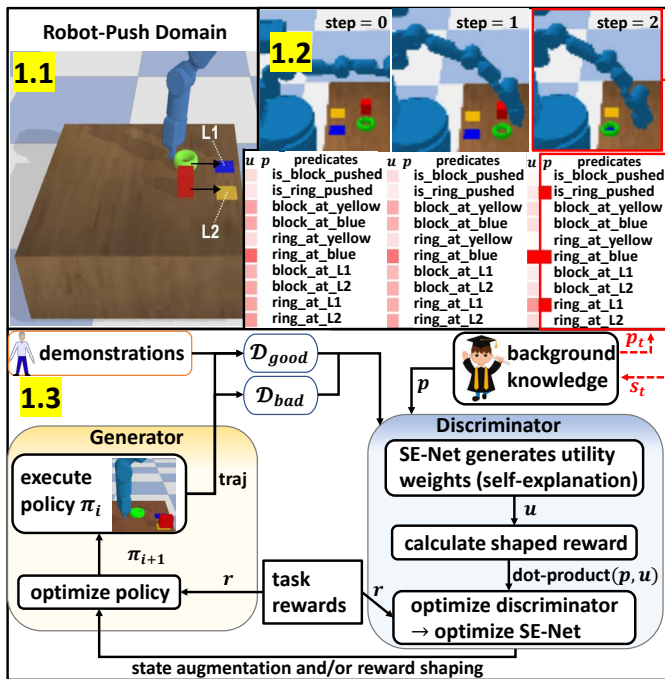 Robot-Push Domain
1.1
L1
L2
1.2
step = 0
step = 1
step = 2
u p predicates
is_block_pushed
is_ring_pushed
block_at_yellow
block_at_blue
ring_at_yellow
ring_at_blue
block_at_L1
block_at_L2
ring_at_L1
ring_at_L2
u p predicates
is_block_pushed
is_ring_pushed
block_at_yellow
block_at_blue
ring_at_yellow
ring_at_blue
block_at_L1
block_at_L2
ring_at_L1
ring_at_L2
u p predicates
is_block_pushed
is_ring_pushed
block_at_yellow
block_at_blue
ring_at_yellow
ring_at_blue
block_at_L1
block_at_L2
ring_at_L1
ring_at_L2
demonstrations
1.3
𝒟_good
𝒟_bad
background
knowledge
p_t
s_t
p
Generator
execute
policy π_i
traj
π_{i+1}
optimize policy
r
task
rewards
r
Discriminator
SE-Net generates utility
weights (self-explanation)
u
calculate shaped reward
dot-product(p, u)
optimize discriminator
→ optimize SE-Net
state augmentation and/or reward shaping